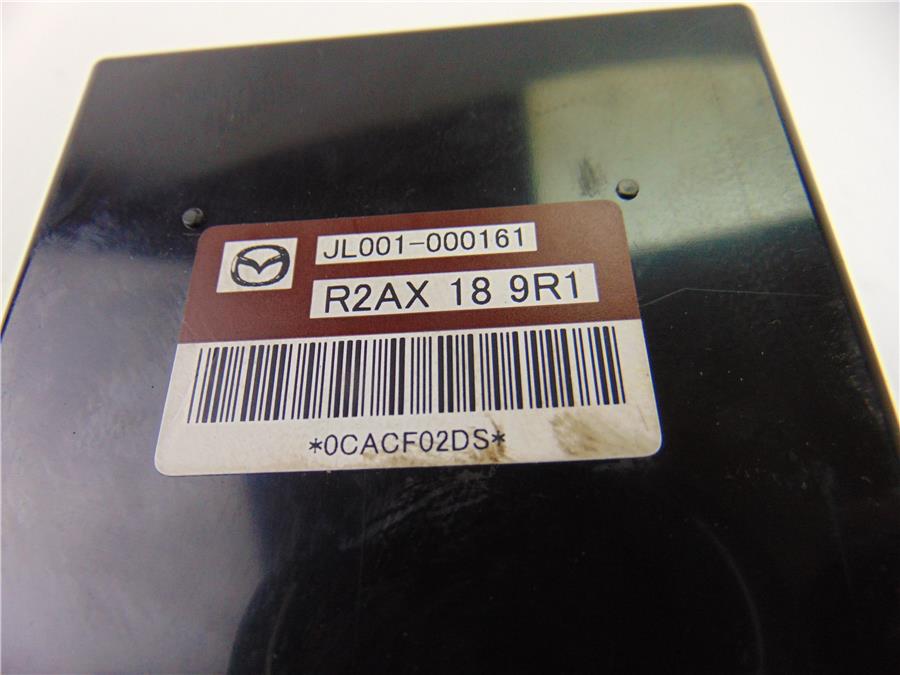 JL001-000161
R2AX 18 9R1
*0CACF02DS*